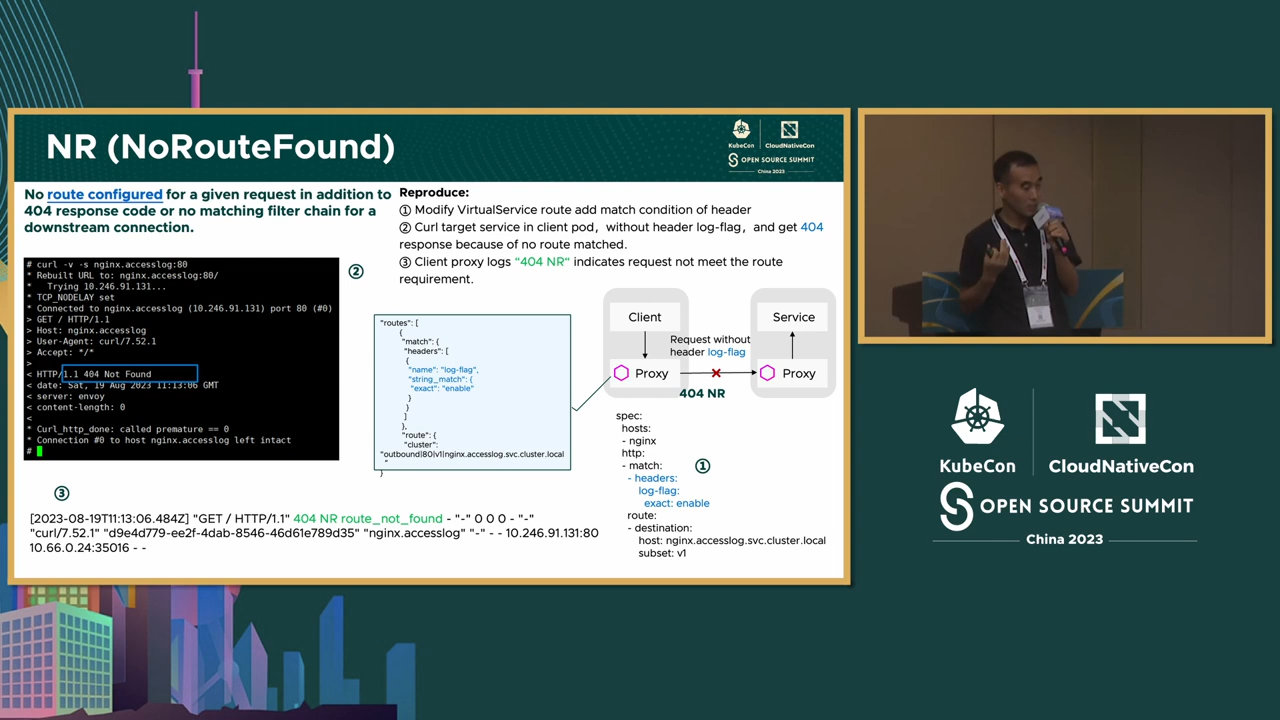 NR (NoRouteFound)
KubeCon
CloudNativeCon
OPEN SOURCE SUMMIT
China 2023
No route configured for a given request in addition to
404 response code or no matching filter chain for a
downstream connection.
Reproduce:
① Modify VirtualService route add match condition of header
② Curl target service in client pod，without header log-flag，and get 404
response because of no route matched.
③ Client proxy logs "404 NR" indicates request not meet the route
requirement.
# curl -v -s nginx.accesslog:80
* Rebuilt URL to: nginx.accesslog:80/
*   Trying 10.246.91.131...
* TCP_NODELAY set
* Connected to nginx.accesslog (10.246.91.131) port 80 (#0)
> GET / HTTP/1.1
> Host: nginx.accesslog
> User-Agent: curl/7.52.1
> Accept: */*
>
< HTTP/1.1 404 Not Found
< date: Sat, 19 Aug 2023 11:13:06 GMT
< server: envoy
< content-length: 0
<
* Curl_http_done: called premature == 0
* Connection #0 to host nginx.accesslog left intact
#
②
"routes": [
{
"match": {
"headers": [
{
"name": "log-flag",
"string_match": {
"exact": "enable"
}
}
]
},
"route": {
"cluster":
"outbound|80|v1|nginx.accesslog.svc.cluster.local
"
}
Client
Service
Request without
header log-flag
Proxy
Proxy
404 NR
spec:
hosts:
- nginx
http:
- match:
①
- headers:
log-flag:
exact: enable
route:
- destination:
host: nginx.accesslog.svc.cluster.local
subset: v1
③
[2023-08-19T11:13:06.484Z] "GET / HTTP/1.1" 404 NR route_not_found - "-" 0 0 0 - "-"
"curl/7.52.1" "d9e4d779-ee2f-4dab-8546-46d61e789d35" "nginx.accesslog" "-" - - 10.246.91.131:80
10.66.0.24:35016 - -
KubeCon
CloudNativeCon
OPEN SOURCE SUMMIT
China 2023